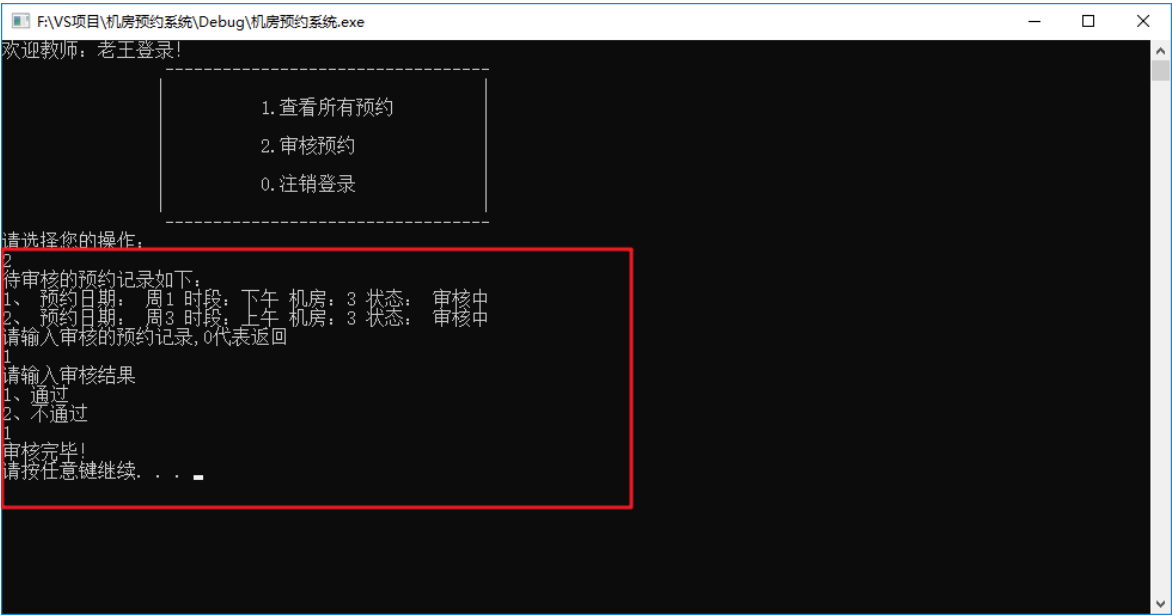 F:\VS项目\机房预约系统\Debug\机房预约系统.exe
欢迎教师：老王登录！
1.查看所有预约
2.审核预约
0.注销登录
请选择您的操作：
2
待审核的预约记录如下：
1、 预约日期： 周1 时段：下午 机房：3 状态： 审核中
2、 预约日期： 周3 时段：上午 机房：3 状态： 审核中
请输入审核的预约记录,0代表返回
1
请输入审核结果
1、通过
2、不通过
1
审核完毕！
请按任意键继续. . .